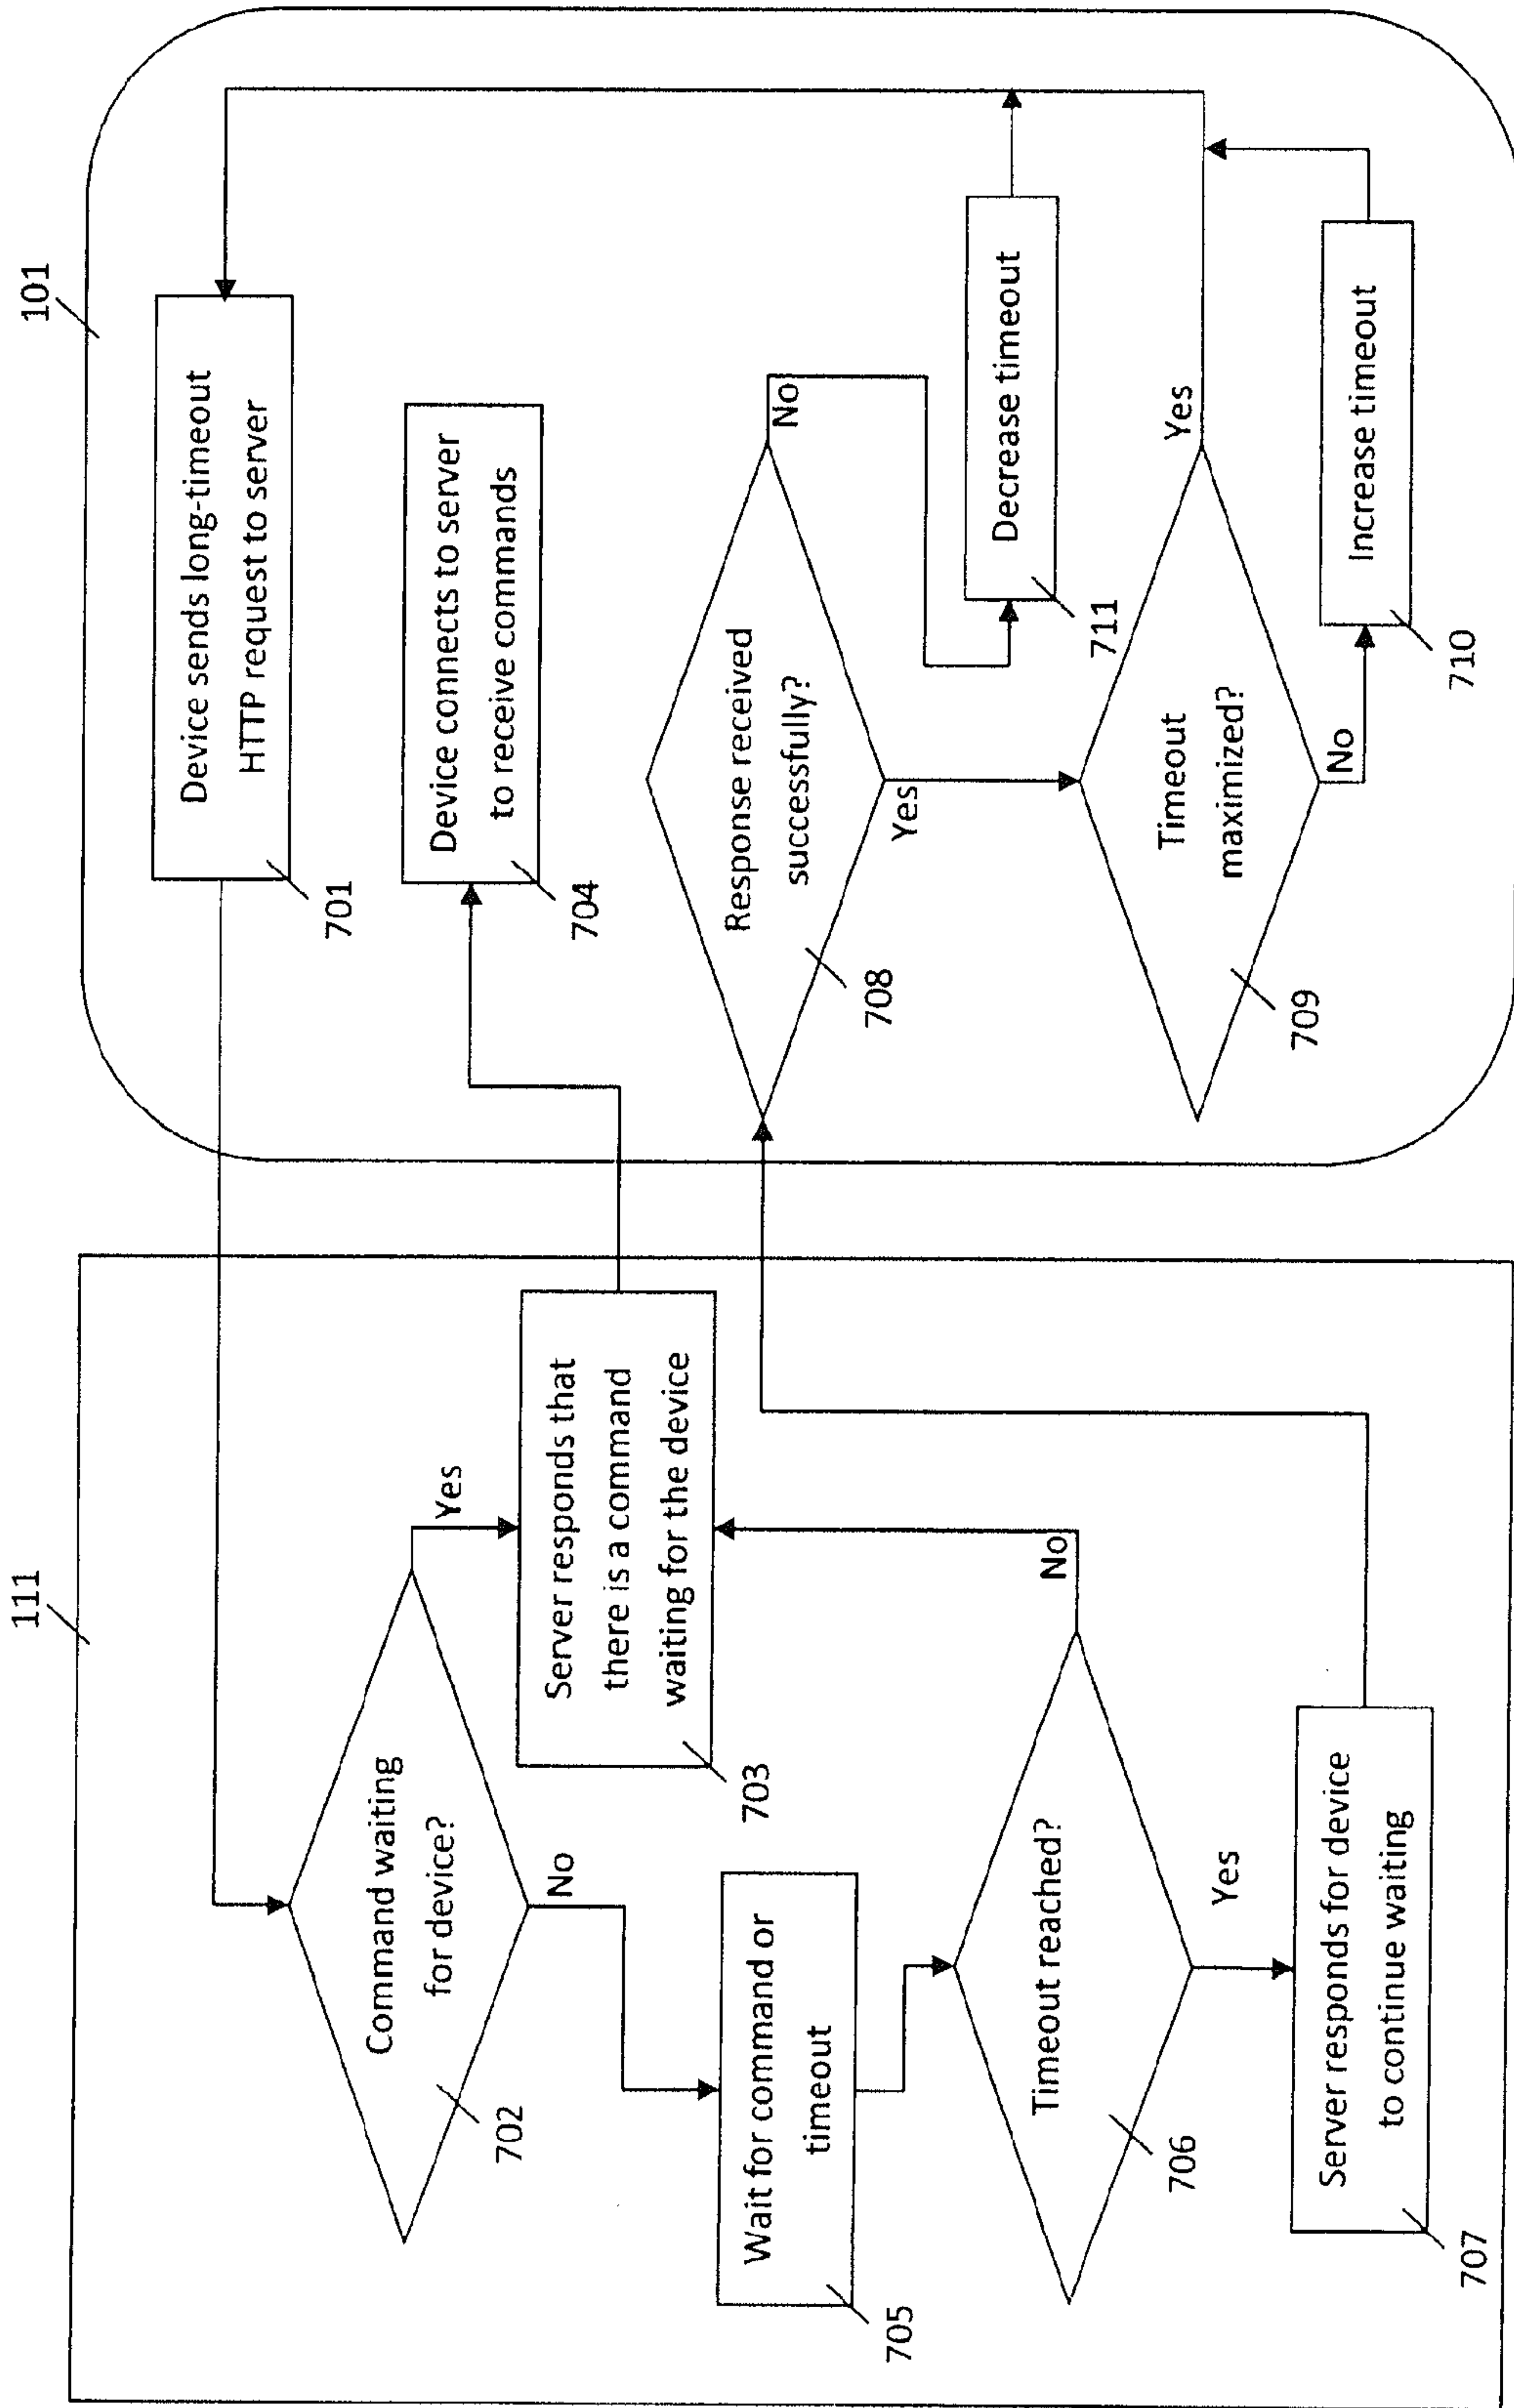 111
Command waiting
for device?
702
Yes
No
Server responds that
there is a command
waiting for the device
703
Wait for command or
timeout
705
Timeout reached?
706
No
Yes
Server responds for device
to continue waiting
707
101
Device sends long-timeout
HTTP request to server
701
Device connects to server
to receive commands
704
Response received
successfully?
708
No
Yes
Decrease timeout
711
Timeout
maximized?
709
Yes
No
Increase timeout
710